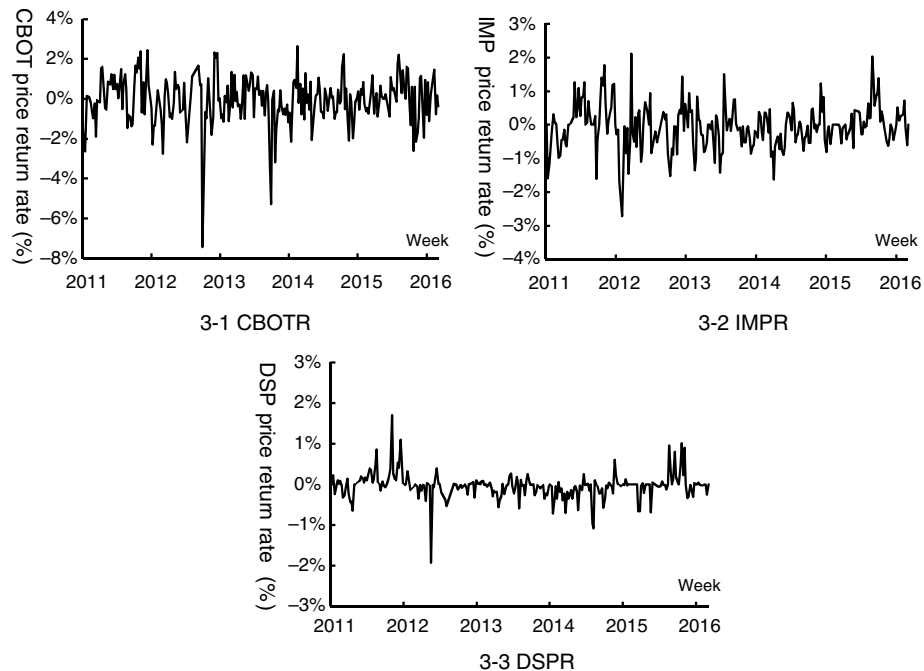 CBOT price return rate (%)
4%
2%
0%
−2%
−4%
−6%
−8%
Week
2011 2012 2013 2014 2015 2016
3-1 CBOTR
IMP price return rate (%)
3%
2%
1%
0%
−1%
−2%
−3%
−4%
Week
2011 2012 2013 2014 2015 2016
3-2 IMPR
DSP price return rate (%)
3%
2%
1%
0%
−1%
−2%
−3%
Week
2011 2012 2013 2014 2015 2016
3-3 DSPR